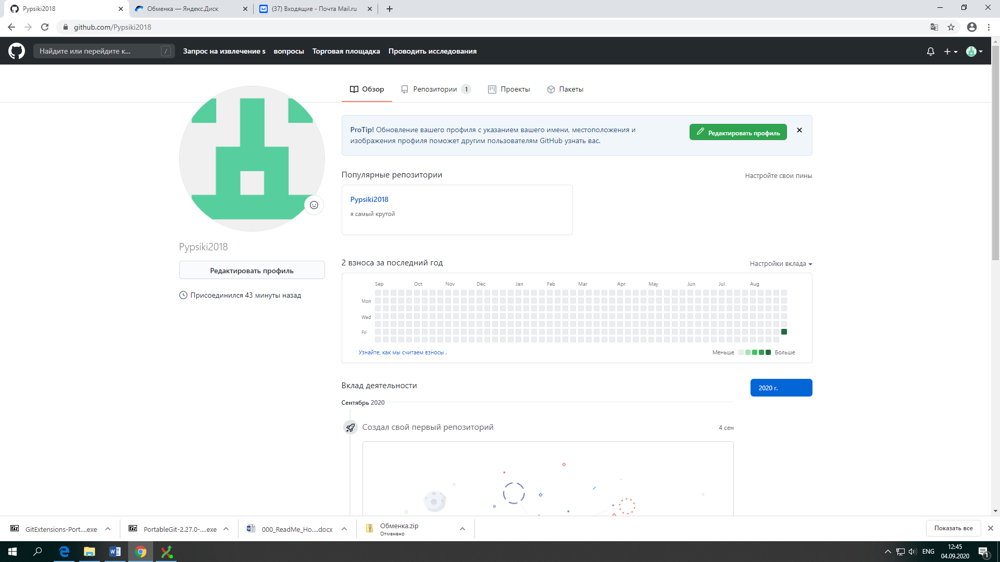 Pypsiki2018
Обменка — Яндекс.Диск
(37) Входящие - Почта Mail.ru
github.com/Pypsiki2018
Найдите или перейдите к...
/
Запрос на извлечение s
вопросы
Торговая площадка
Проводить исследования
Обзор
Репозитории 1
Проекты
Пакеты
ProTip! Обновление вашего профиля с указанием вашего имени, местоположения и
изображения профиля поможет другим пользователям GitHub узнать вас.
Редактировать профиль
Популярные репозитории
Настройте свои пины
Pypsiki2018
я самый крутой
Pypsiki2018
Редактировать профиль
Присоединился 43 минуты назад
2 взноса за последний год
Настройки вклада
Sep Oct Nov Dec Jan Feb Mar Apr May Jun Jul Aug
Mon
Wed
Fri
Узнайте, как мы считаем взносы .
Меньше
Больше
Вклад деятельности
2020 г.
Сентябрь 2020
Создал свой первый репозиторий
4 сен
GitExtensions-Port....exe
PortableGit-2.27.0-....exe
000_ReadMe_Ho....docx
Обменка.zip
Отменено
Показать все
ENG
12:45
04.09.2020
1